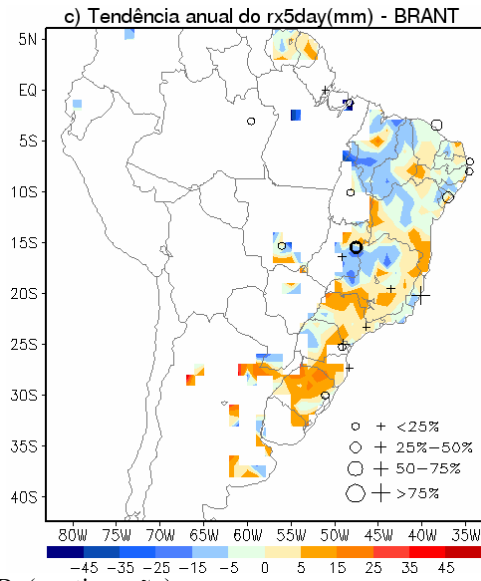 c) Tendência anual do rx5day(mm) - BRANT
5N
EQ
5S
10S
15S
20S
25S
30S
35S
40S
<25%
25%-50%
50-75%
>75%
80W 75W 70W 65W 60W 55W 50W 45W 40W 35W
-45 -35 -25 -15 -5 0 5 15 25 35 45